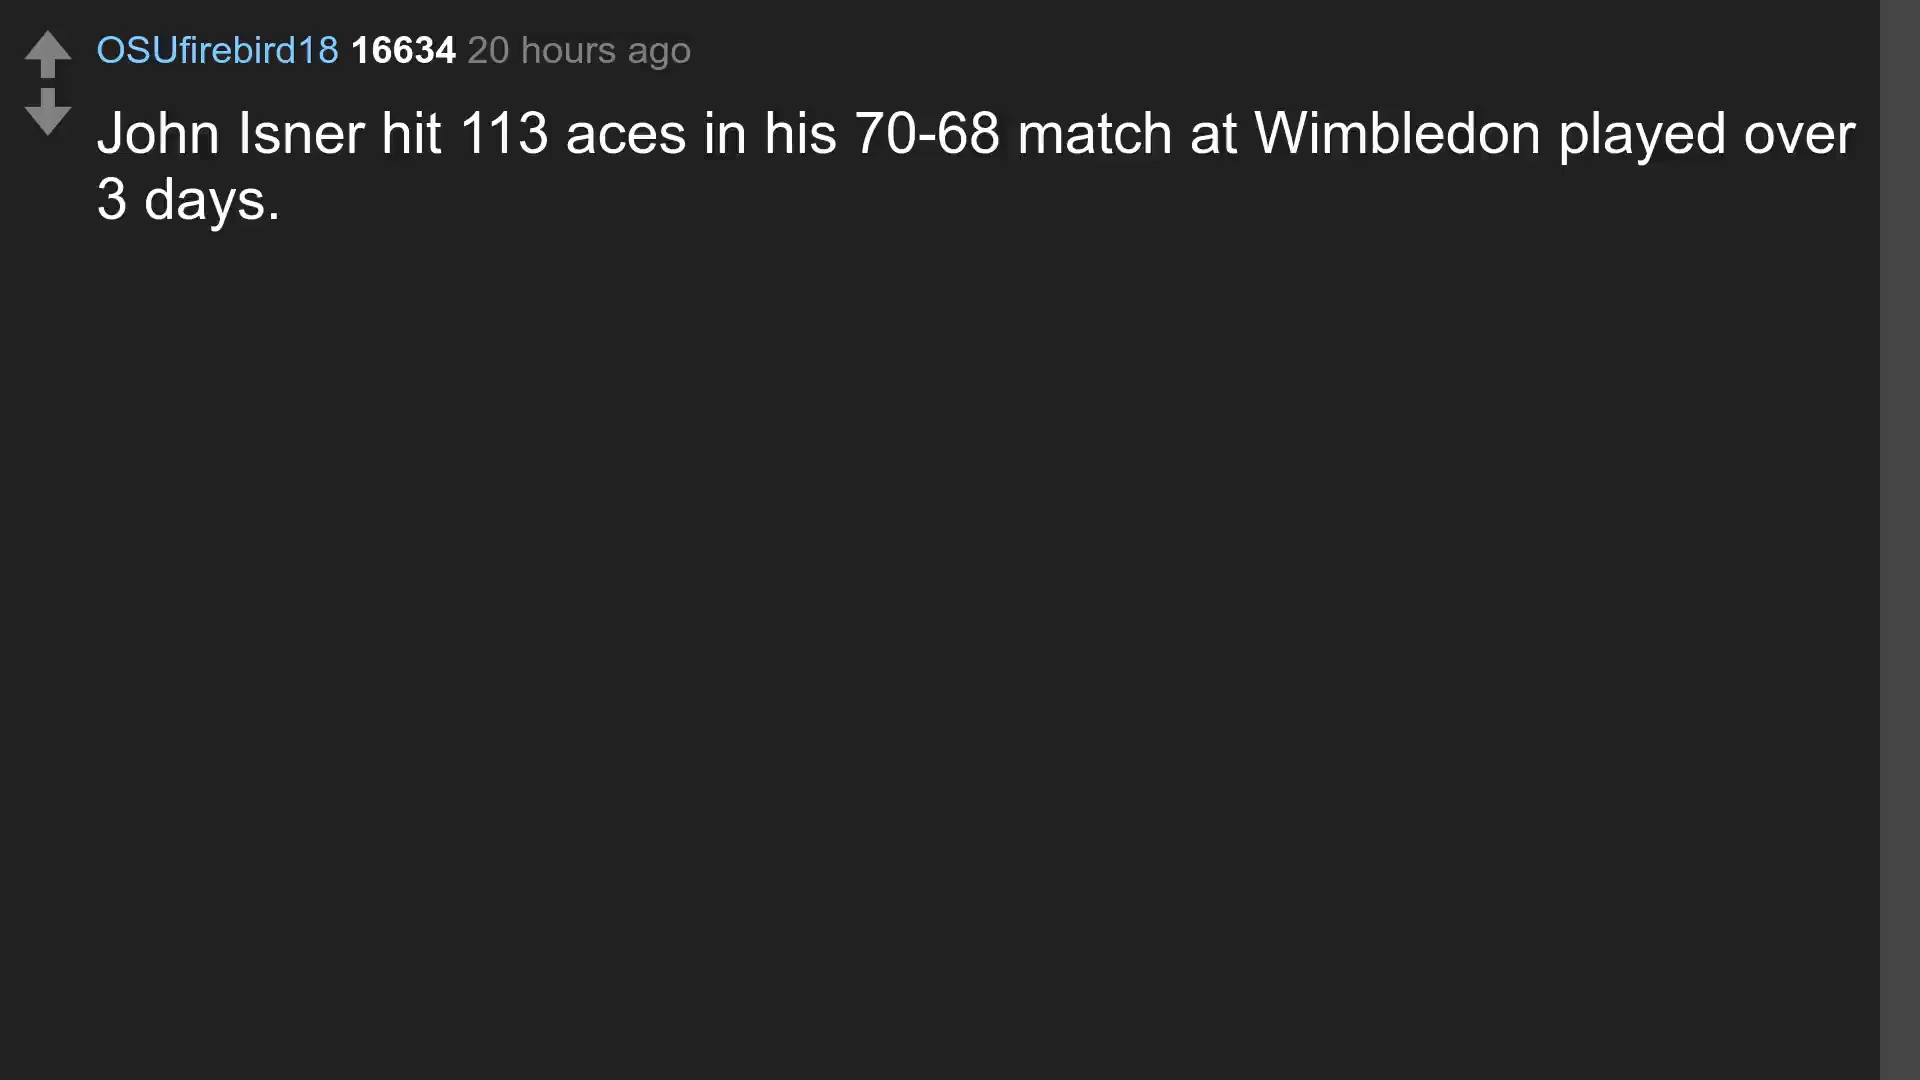 OSUfirebird18 16634 20 hours ago
John Isner hit 113 aces in his 70-68 match at Wimbledon played over
3 days.